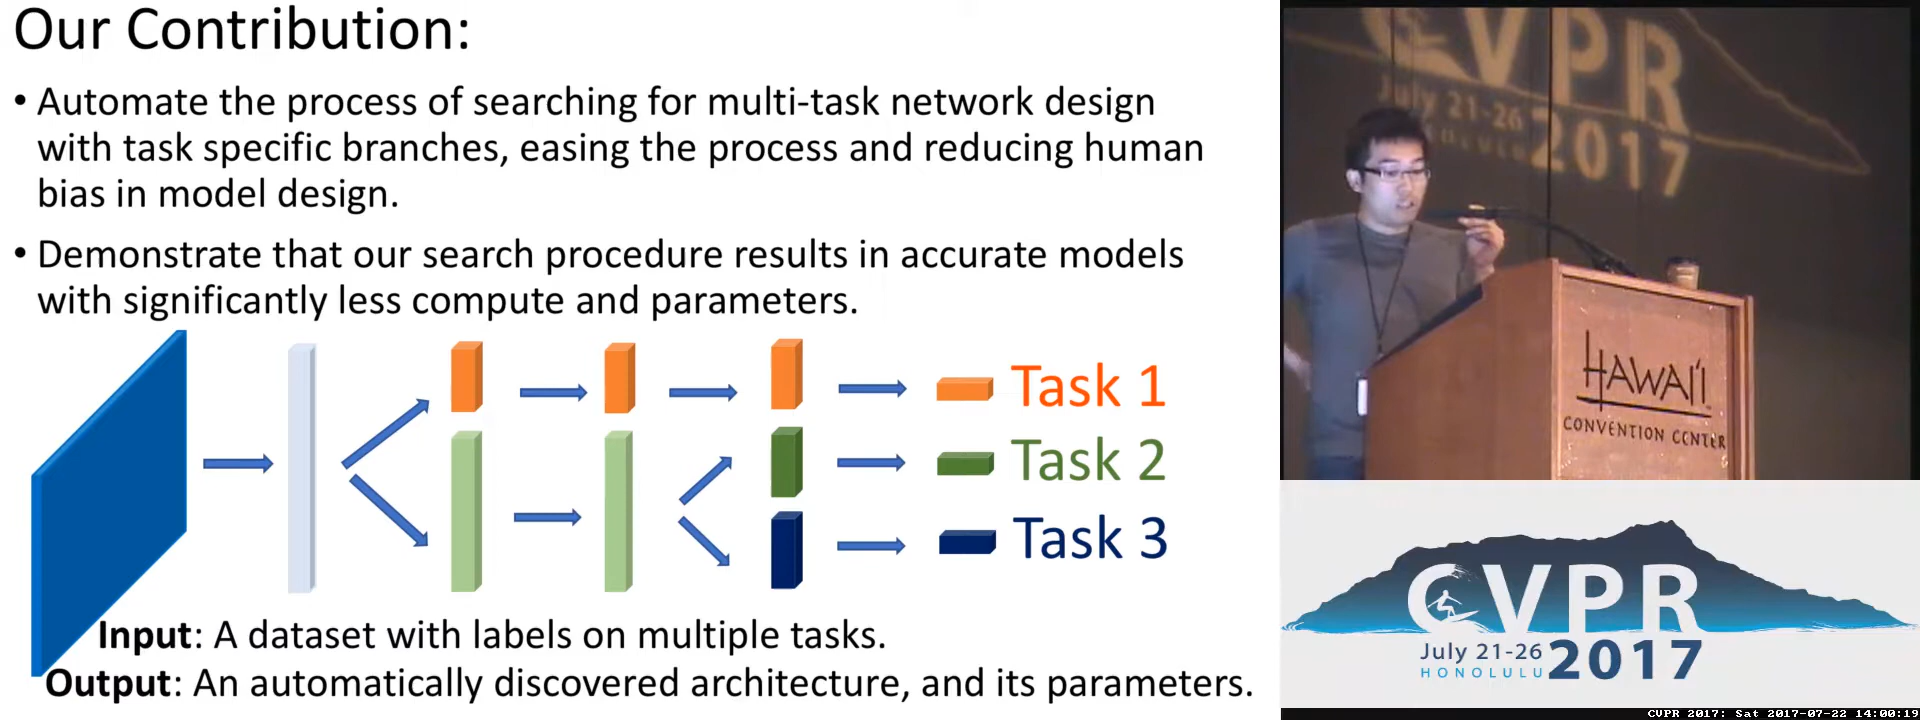 Our Contribution:
• Automate the process of searching for multi-task network design
with task specific branches, easing the process and reducing human
bias in model design.
• Demonstrate that our search procedure results in accurate models
with significantly less compute and parameters.
Task 1
Task 2
Task 3
Input: A dataset with labels on multiple tasks.
Output: An automatically discovered architecture, and its parameters.
CVPR
July 21-26
2017
HAWAI'I
CONVENTION CENTER
CVPR
July 21-26
HONOLULU
2017
CVPR 2017: Sat 2017-07-22 14:00:19